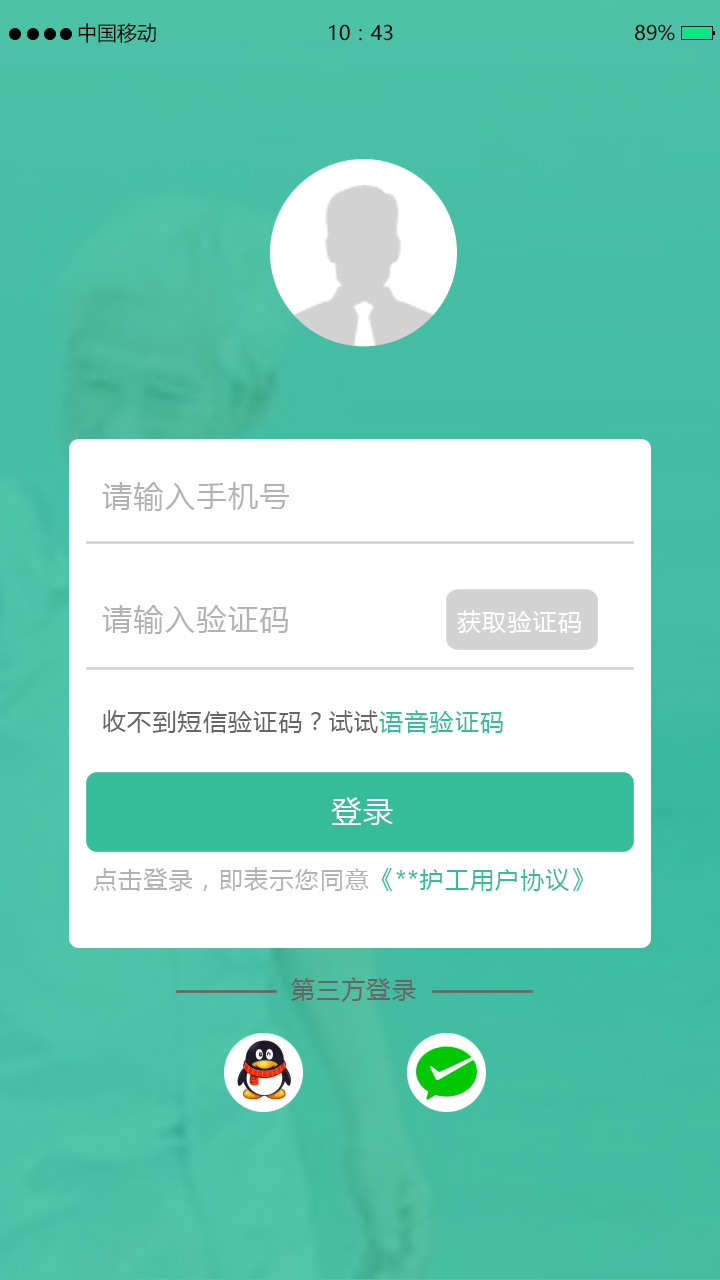 中国移动 10：43 89%
请输入手机号
请输入验证码 获取验证码
收不到短信验证码？试试语音验证码
登录
点击登录，即表示您同意《**护工用户协议》
第三方登录